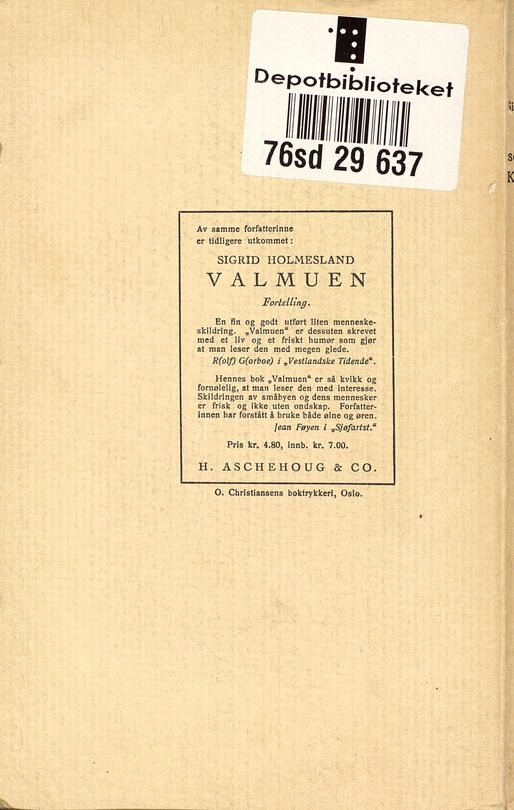 Depotbiblioteket
76sd 29 637
Av samme forfatterinne
er tidligere utkommet:
SIGRID HOLMESLAND
VALMUEN
Fortelling.
En fin og godt utført liten menneske-
skildring. „Valmuen“ er dessuten skrevet
med et liv og et friskt humør som gjør
at man leser den med megen glede.
R(olf) G(orboe) i „Vestlandske Tidende“.
Hennes bok „Valmuen“ er så kvikk og
fornøielig, at man leser den med interesse.
Skildringen av småbyen og dens mennesker
er frisk og ikke uten ondskap. Forfatter-
innen har forstått å bruke både øine og øren.
Jean Føyen i „Sjøfartst.“
Pris kr. 4.80, innb. kr. 7.00.
H. ASCHEHOUG & CO.
O. Christiansens boktrykkeri, Oslo.